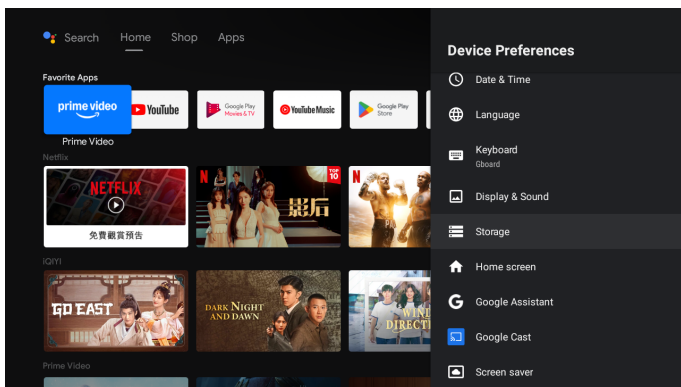 Search Home Shop Apps
Favorite Apps
prime video
YouTube
Google Play
Movies & TV
YouTube Music
Google Play
Store
Prime Video
Netflix
NETFLIX
免費觀賞預告
N
TOP
10
影后
N
iQIYI
GO EAST
DARK NIGHT
AND DAWN
WIN
DIRECT
Prime Video
Device Preferences
Date & Time
Language
Keyboard
Gboard
Display & Sound
Storage
Home screen
Google Assistant
Google Cast
Screen saver